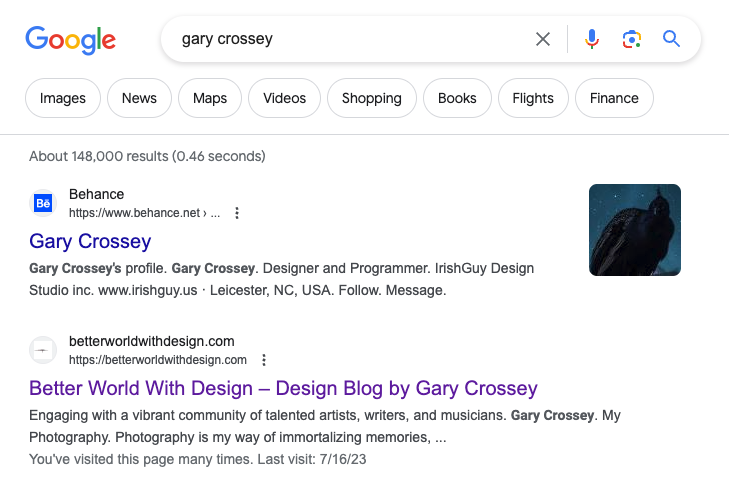 Google
gary crossey
Images News Maps Videos Shopping Books Flights Finance
About 148,000 results (0.46 seconds)
Bē
Behance
https://www.behance.net › ...
Gary Crossey
Gary Crossey's profile. Gary Crossey. Designer and Programmer. IrishGuy Design
Studio inc. www.irishguy.us · Leicester, NC, USA. Follow. Message.
betterworldwithdesign.com
https://betterworldwithdesign.com
Better World With Design – Design Blog by Gary Crossey
Engaging with a vibrant community of talented artists, writers, and musicians. Gary Crossey. My
Photography. Photography is my way of immortalizing memories, ...
You've visited this page many times. Last visit: 7/16/23